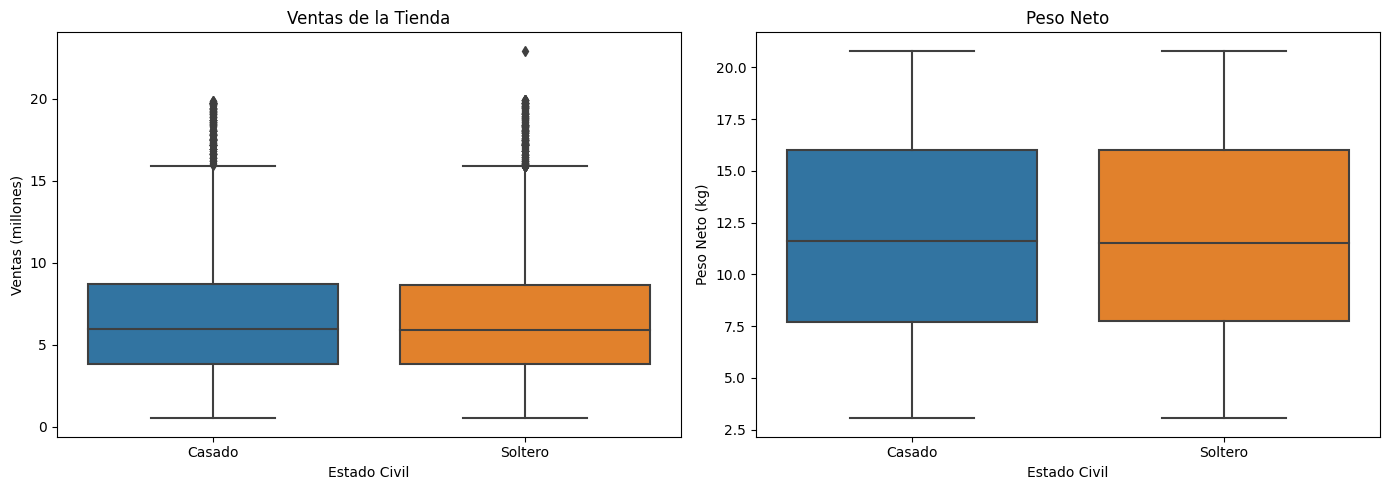 Ventas de la Tienda
Ventas (millones)
20
15
10
5
0
Casado
Soltero
Estado Civil
Peso Neto
Peso Neto (kg)
20.0
17.5
15.0
12.5
10.0
7.5
5.0
2.5
Casado
Soltero
Estado Civil